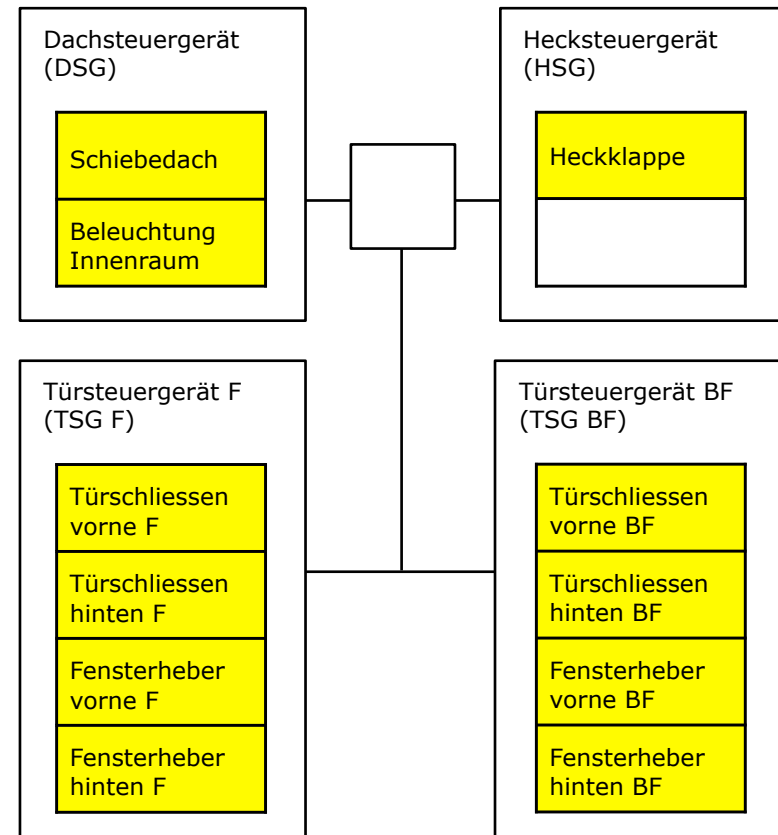 Dachsteuergerät
(DSG)
Schiebedach
Beleuchtung
Innenraum
Hecksteuergerät
(HSG)
Heckklappe
Türsteuergerät F
(TSG F)
Türschliessen
vorne F
Türschliessen
hinten F
Fensterheber
vorne F
Fensterheber
hinten F
Türsteuergerät BF
(TSG BF)
Türschliessen
vorne BF
Türschliessen
hinten BF
Fensterheber
vorne BF
Fensterheber
hinten BF